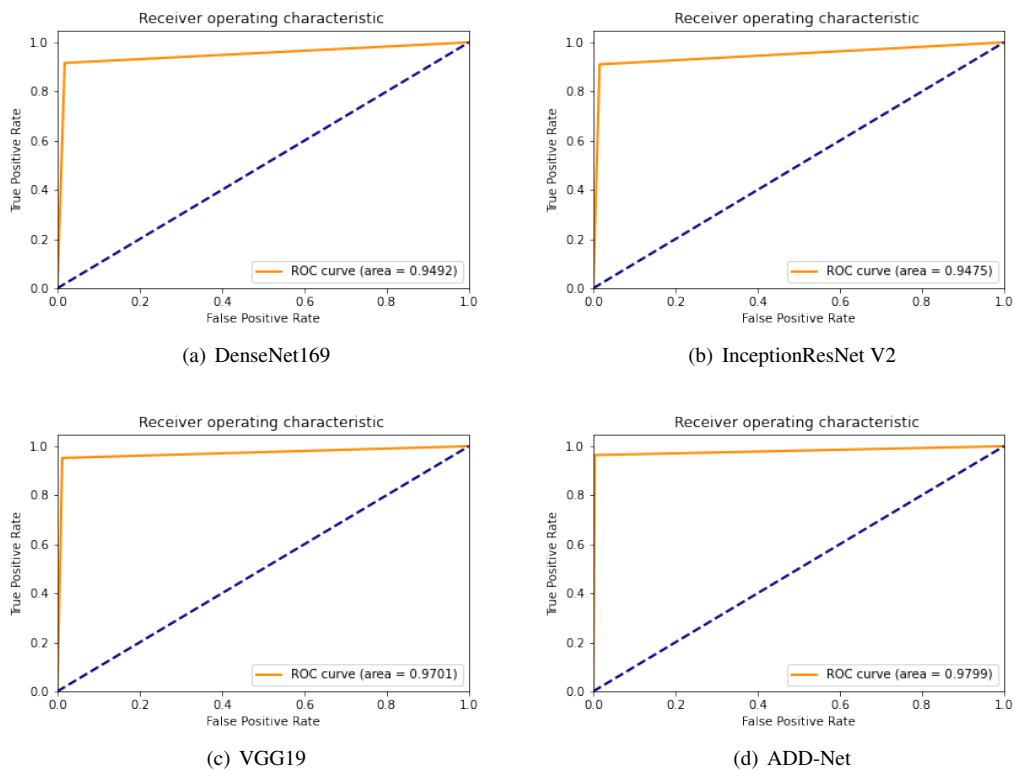 Receiver operating characteristic
True Positive Rate
1.0
0.8
0.6
0.4
0.2
0.0
ROC curve (area = 0.9492)
0.0 0.2 0.4 0.6 0.8 1.0
False Positive Rate
(a) DenseNet169
Receiver operating characteristic
True Positive Rate
1.0
0.8
0.6
0.4
0.2
0.0
ROC curve (area = 0.9475)
0.0 0.2 0.4 0.6 0.8 1.0
False Positive Rate
(b) InceptionResNet V2
Receiver operating characteristic
True Positive Rate
1.0
0.8
0.6
0.4
0.2
0.0
ROC curve (area = 0.9701)
0.0 0.2 0.4 0.6 0.8 1.0
False Positive Rate
(c) VGG19
Receiver operating characteristic
True Positive Rate
1.0
0.8
0.6
0.4
0.2
0.0
ROC curve (area = 0.9799)
0.0 0.2 0.4 0.6 0.8 1.0
False Positive Rate
(d) ADD-Net